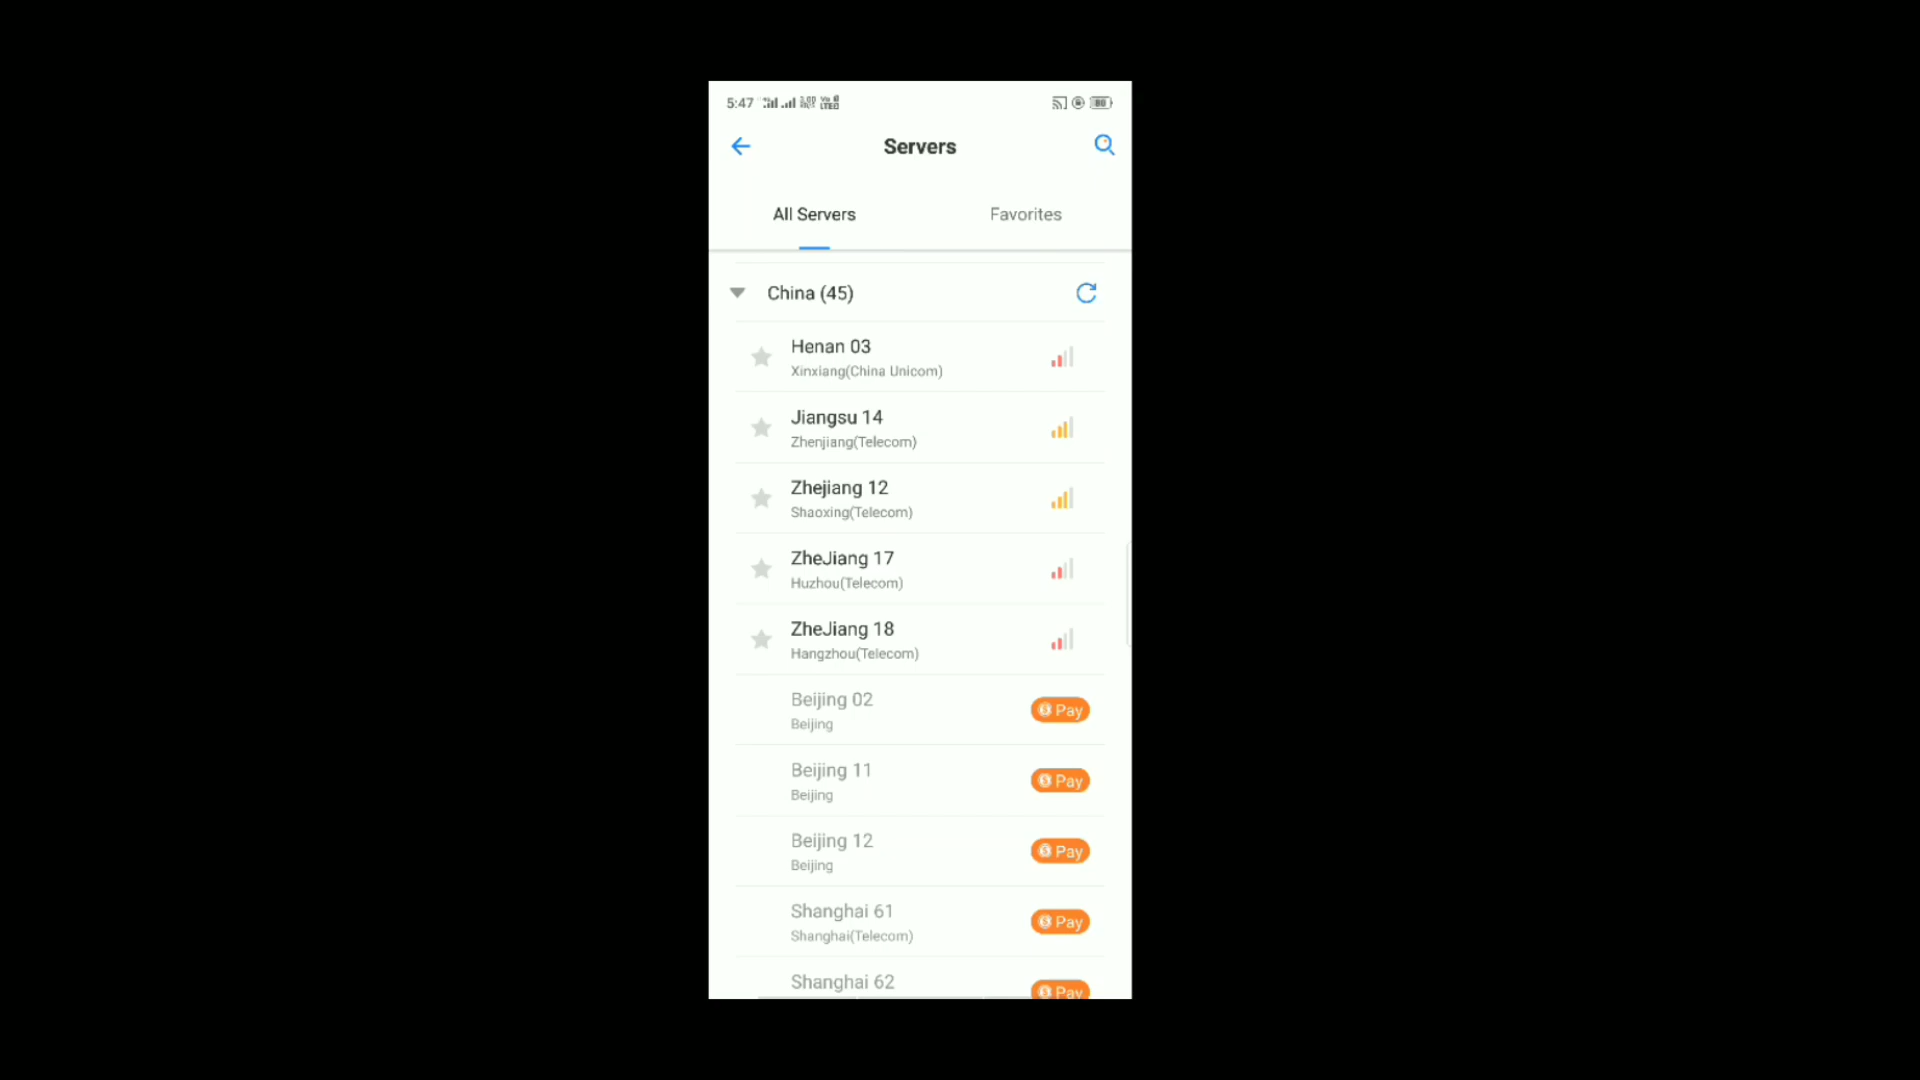 5:47
Servers
All Servers
Favorites
China (45)
Henan 03
Xinxiang(China Unicom)
Jiangsu 14
Zhenjiang(Telecom)
Zhejiang 12
Shaoxing(Telecom)
ZheJiang 17
Huzhou(Telecom)
ZheJiang 18
Hangzhou(Telecom)
Beijing 02
Beijing
Pay
Beijing 11
Beijing
Pay
Beijing 12
Beijing
Pay
Shanghai 61
Shanghai(Telecom)
Pay
Shanghai 62
Pay